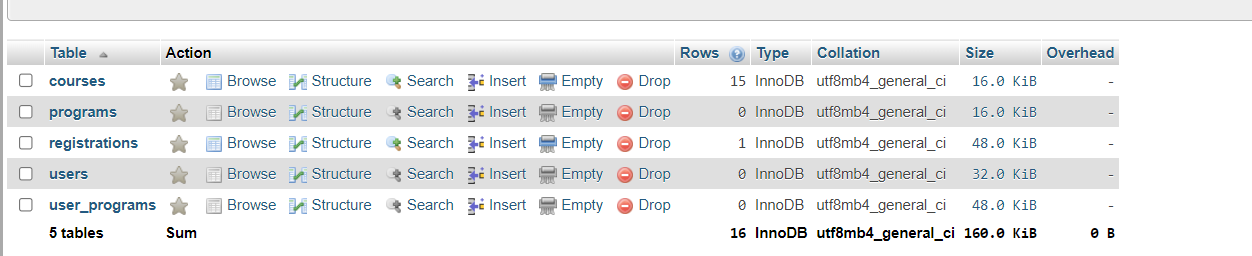 Table Action Rows Type Collation Size Overhead
courses Browse Structure Search Insert Empty Drop 15 InnoDB utf8mb4_general_ci 16.0 KiB -
programs Browse Structure Search Insert Empty Drop 0 InnoDB utf8mb4_general_ci 16.0 KiB -
registrations Browse Structure Search Insert Empty Drop 1 InnoDB utf8mb4_general_ci 48.0 KiB -
users Browse Structure Search Insert Empty Drop 0 InnoDB utf8mb4_general_ci 32.0 KiB -
user_programs Browse Structure Search Insert Empty Drop 0 InnoDB utf8mb4_general_ci 48.0 KiB -
5 tables Sum 16 InnoDB utf8mb4_general_ci 160.0 KiB 0 B